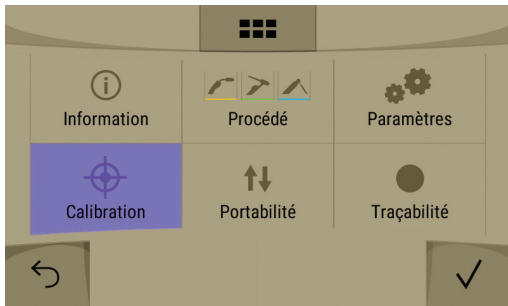 Information
Procédé
Paramètres
Calibration
Portabilité
Traçabilité